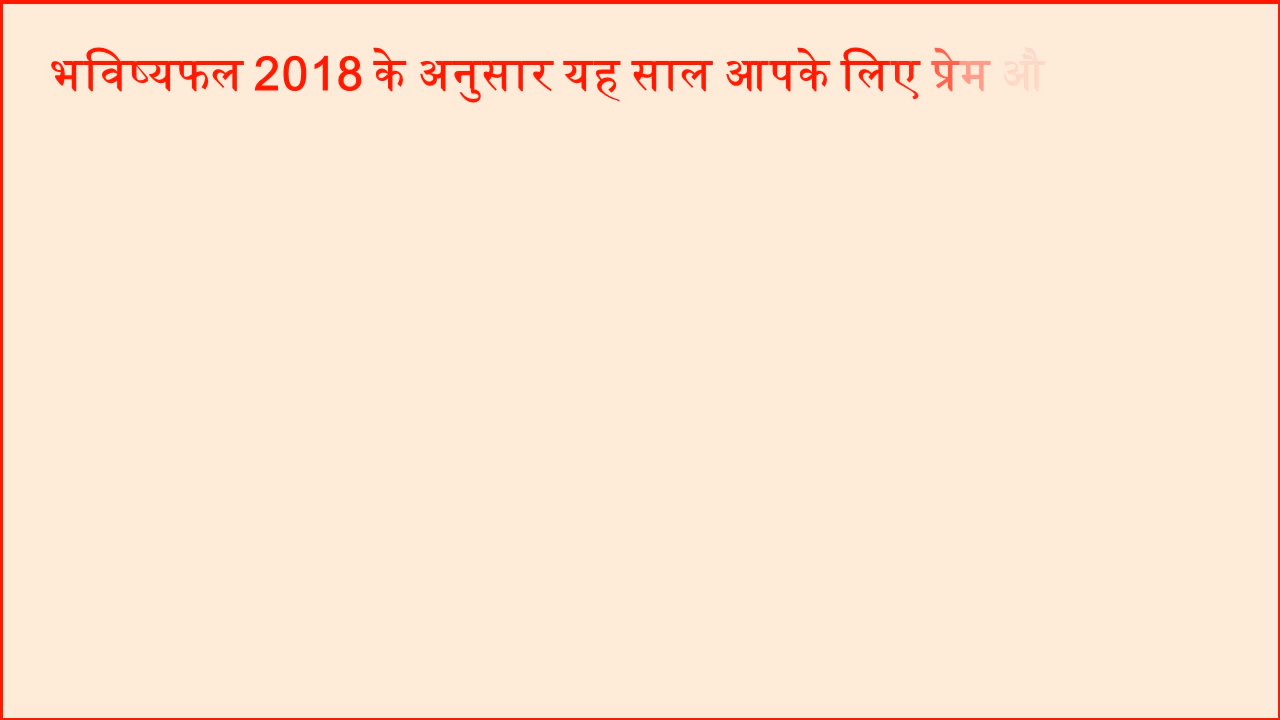 भविष्यफल 2018 के अनुसार यह साल आपके लिए प्रेम औ